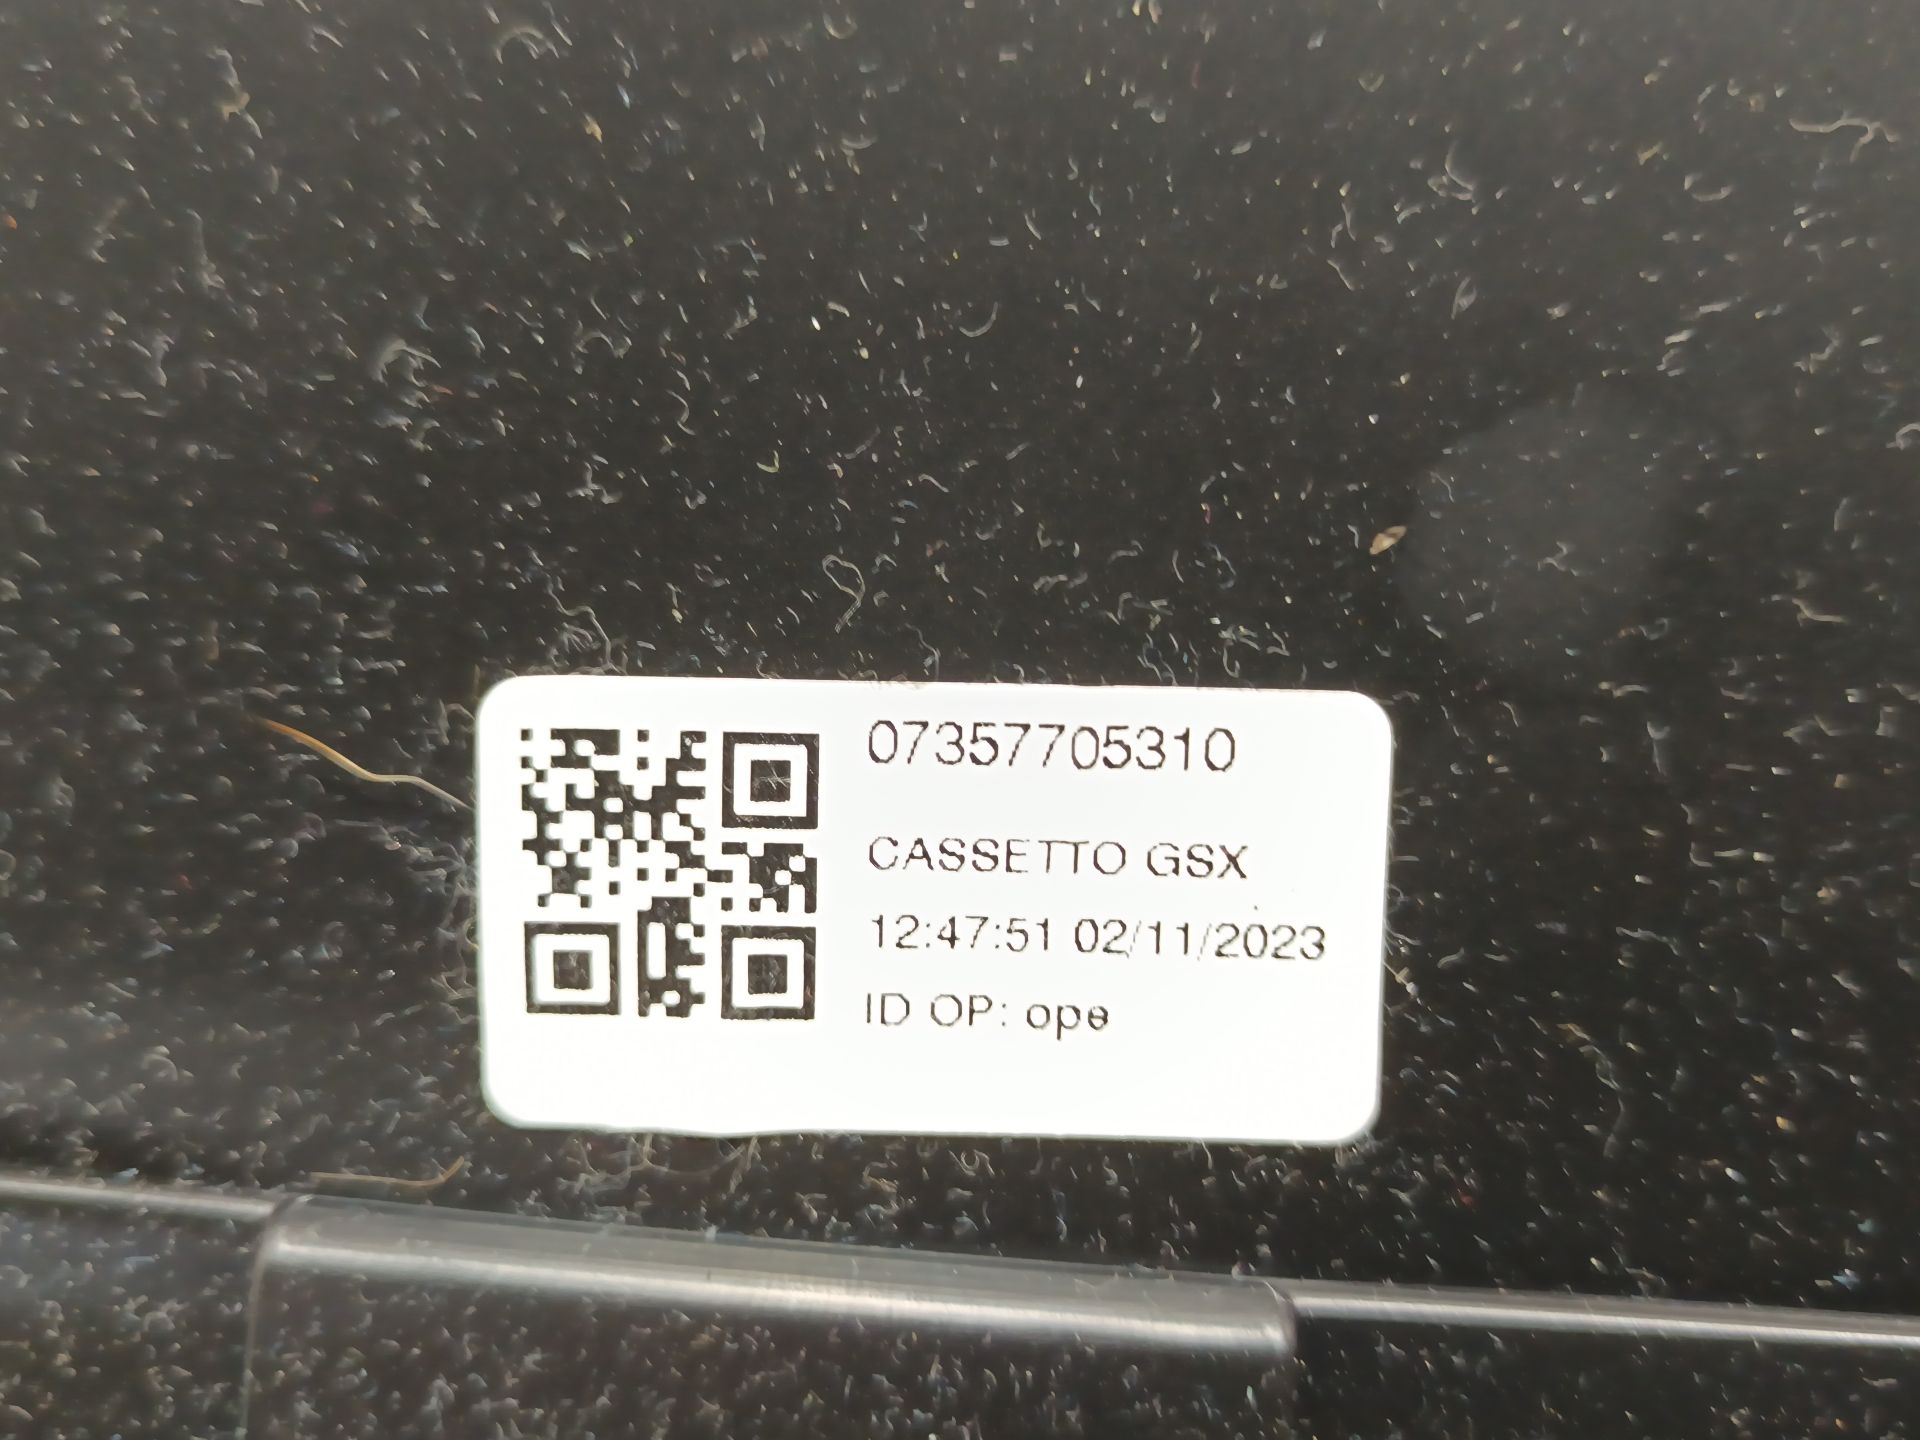 07357705310
CASSETTO GSX
12:47:51 02/11/2023
ID OP: ope